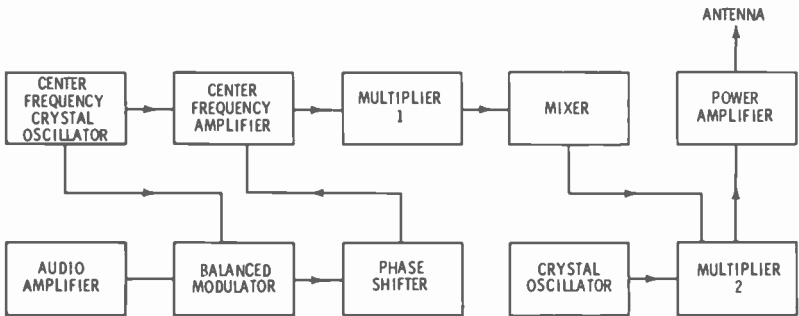 ANTENNA
CENTER
FREQUENCY
CRYSTAL
OSCILLATOR
CENTER
FREQUENCY
AMPLIFIER
MULTIPLIER
1
MIXER
POWER
AMPLIFIER
AUDIO
AMPLIFIER
BALANCED
MODULATOR
PHASE
SHIFTER
CRYSTAL
OSCILLATOR
MULTIPLIER
2